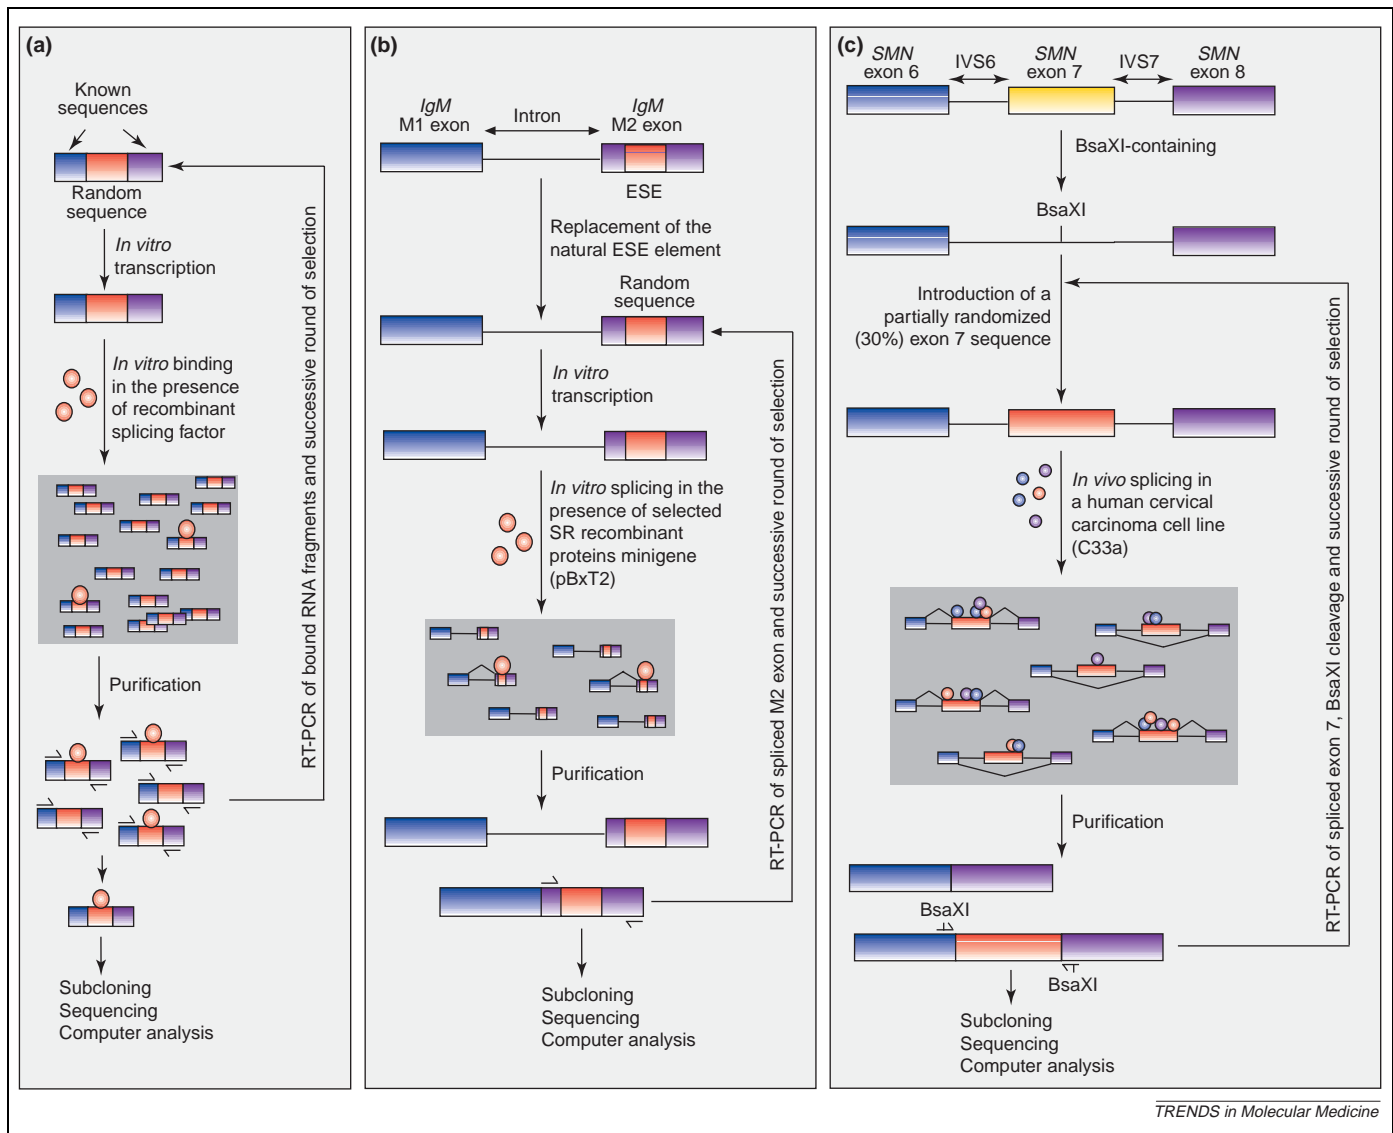 (a)
Known
sequences
Random
sequence
In vitro
transcription
In vitro binding
in the presence
of recombinant
splicing factor
Purification
RT-PCR of bound RNA fragments and successive round of selection
Subcloning
Sequencing
Computer analysis
(b)
IgM
M1 exon
Intron
IgM
M2 exon
ESE
Replacement of the
natural ESE element
Random
sequence
In vitro
transcription
In vitro splicing in the
presence of selected
SR recombinant
proteins minigene
(pBxT2)
Purification
RT-PCR of spliced M2 exon and successive round of selection
Subcloning
Sequencing
Computer analysis
(c)
SMN
exon 6
IVS6
SMN
exon 7
IVS7
SMN
exon 8
BsaXI-containing
BsaXI
Introduction of a
partially randomized
(30%) exon 7 sequence
In vivo splicing in
a human cervical
carcinoma cell line
(C33a)
Purification
BsaXI
BsaXI
RT-PCR of spliced exon 7, BsaXI cleavage and successive round of selection
Subcloning
Sequencing
Computer analysis
TRENDS in Molecular Medicine